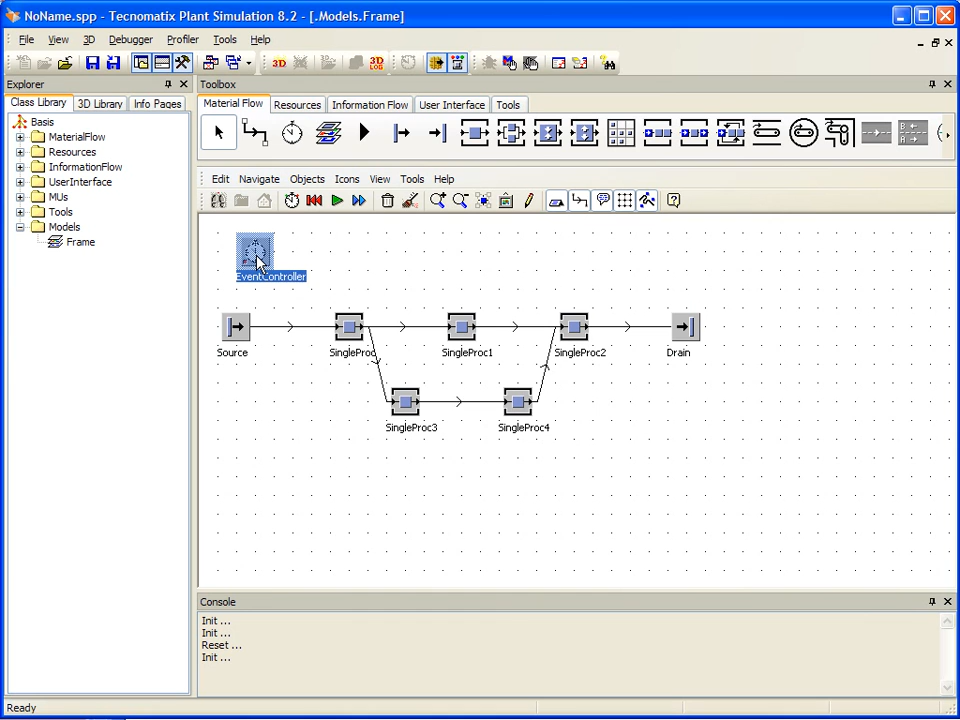 NoName.spp - Tecnomatix Plant Simulation 8.2 - [.Models.Frame]
File View 3D Debugger Profiler Tools Help
3D 3D LOG
Explorer
Toolbox
Class Library 3D Library Info Pages
Material Flow Resources Information Flow User Interface Tools
Basis
MaterialFlow
Resources
InformationFlow
UserInterface
MUs
Tools
Models
Frame
Edit Navigate Objects Icons View Tools Help
EventController
Source SingleProc SingleProc1 SingleProc2 Drain
SingleProc3 SingleProc4
Console
Init ...
Init ...
Reset ...
Init ...
Ready